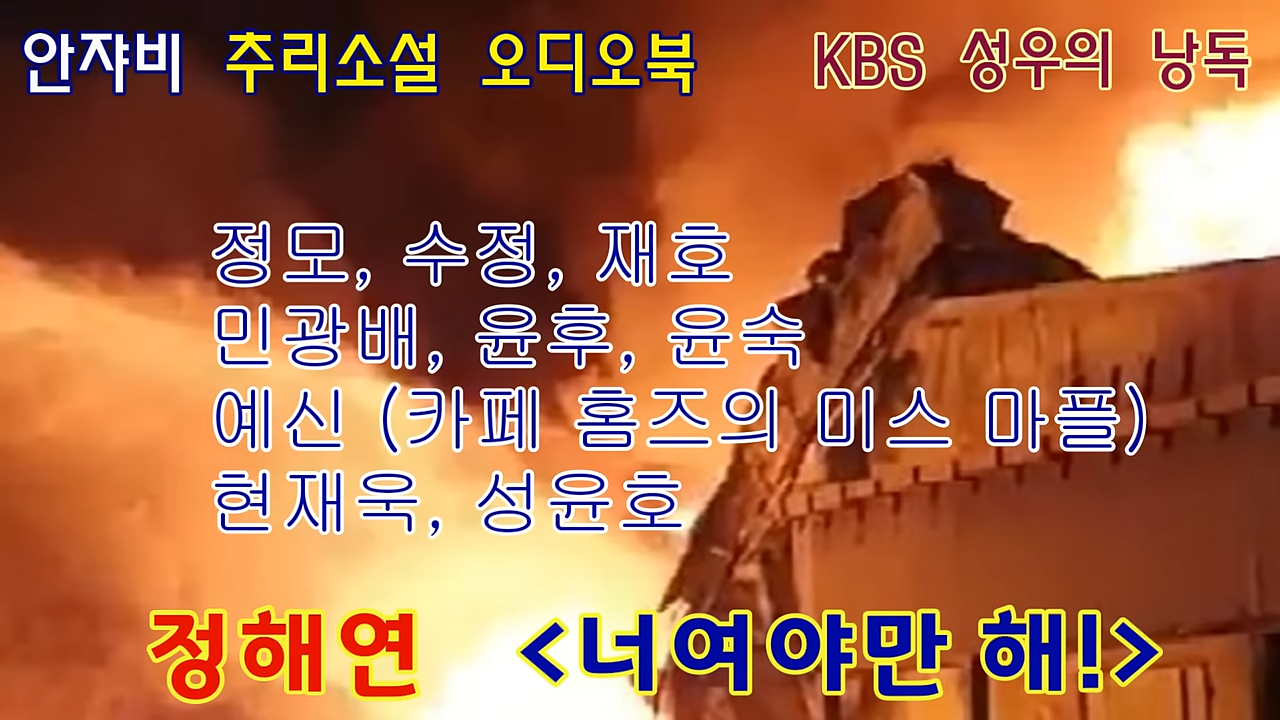 안쟈비 추리소설 오디오북 KBS 성우의 낭독
정모, 수정, 재호
민광배, 윤후, 윤숙
예신 (카페 홈즈의 미스 마플)
현재욱, 성윤호
정해연 <너여야만 해!>